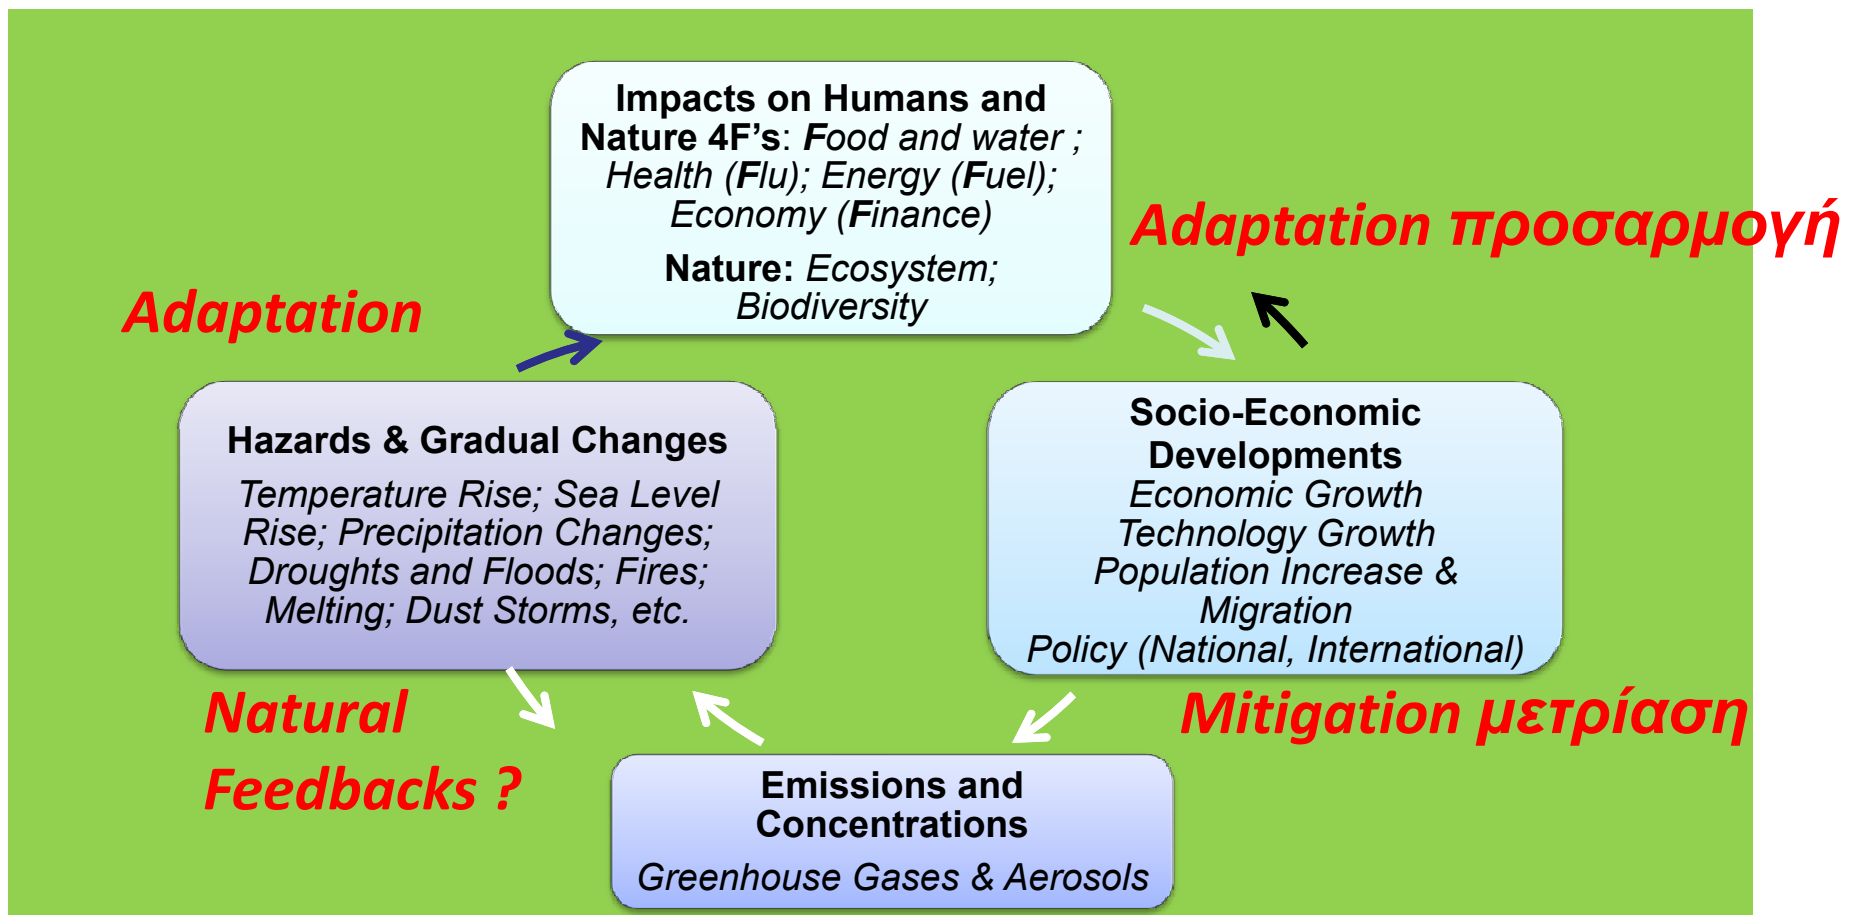 Impacts on Humans and
Nature 4F’s: Food and water ;
Health (Flu); Energy (Fuel);
Economy (Finance)
Nature: Ecosystem;
Biodiversity
Adaptation προσαρμογή
Adaptation
Hazards & Gradual Changes
Temperature Rise; Sea Level
Rise; Precipitation Changes;
Droughts and Floods; Fires;
Melting; Dust Storms, etc.
Socio-Economic
Developments
Economic Growth
Technology Growth
Population Increase &
Migration
Policy (National, International)
Natural
Feedbacks ?
Mitigation μετρίαση
Emissions and
Concentrations
Greenhouse Gases & Aerosols